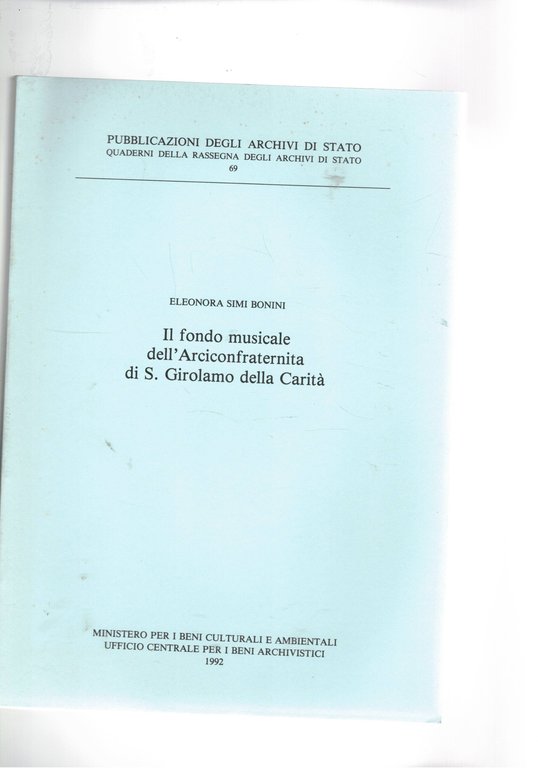 PUBBLICAZIONI DEGLI ARCHIVI DI STATO
QUADERNI DELLA RASSEGNA DEGLI ARCHIVI DI STATO
69
ELEONORA SIMI BONINI
Il fondo musicale
dell'Arciconfraternita
di S. Girolamo della Carità
MINISTERO PER I BENI CULTURALI E AMBIENTALI
UFFICIO CENTRALE PER I BENI ARCHIVISTICI
1992